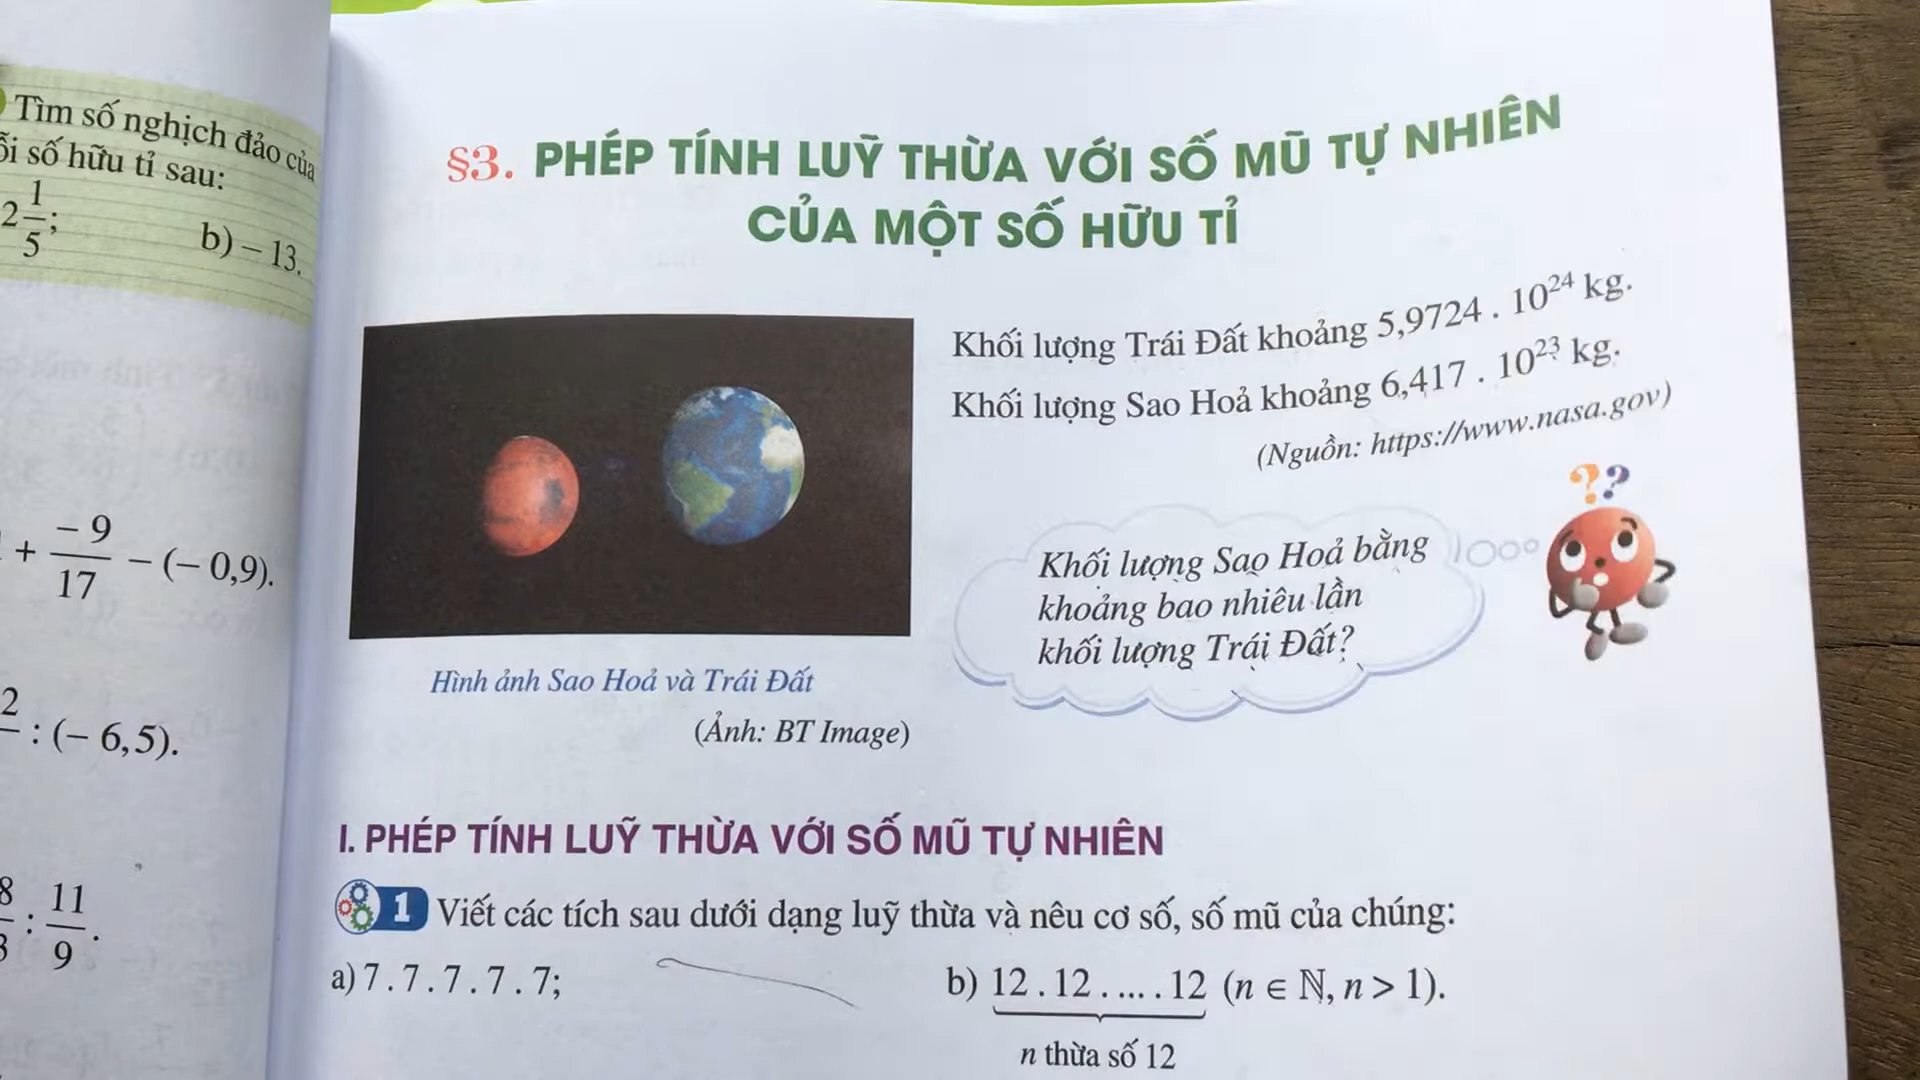 Tìm số nghịch đảo của
số hữu tỉ sau:
2 1/5;
b) – 13.
+ – 9/17 – (– 0,9).
: (– 6,5).
: 11/9.
§3. PHÉP TÍNH LUỸ THỪA VỚI SỐ MŨ TỰ NHIÊN
CỦA MỘT SỐ HỮU TỈ
Khối lượng Trái Đất khoảng 5,9724 . 10²⁴ kg.
Khối lượng Sao Hoả khoảng 6,417 . 10²³ kg.
(Nguồn: https://www.nasa.gov)
??
Khối lượng Sao Hoả bằng
khoảng bao nhiêu lần
khối lượng Trái Đất?
Hình ảnh Sao Hoả và Trái Đất
(Ảnh: BT Image)
I. PHÉP TÍNH LUỸ THỪA VỚI SỐ MŨ TỰ NHIÊN
1 Viết các tích sau dưới dạng luỹ thừa và nêu cơ số, số mũ của chúng:
a) 7 . 7 . 7 . 7 . 7;
b) 12 . 12 . ... . 12 (n ∈ ℕ, n > 1).
n thừa số 12